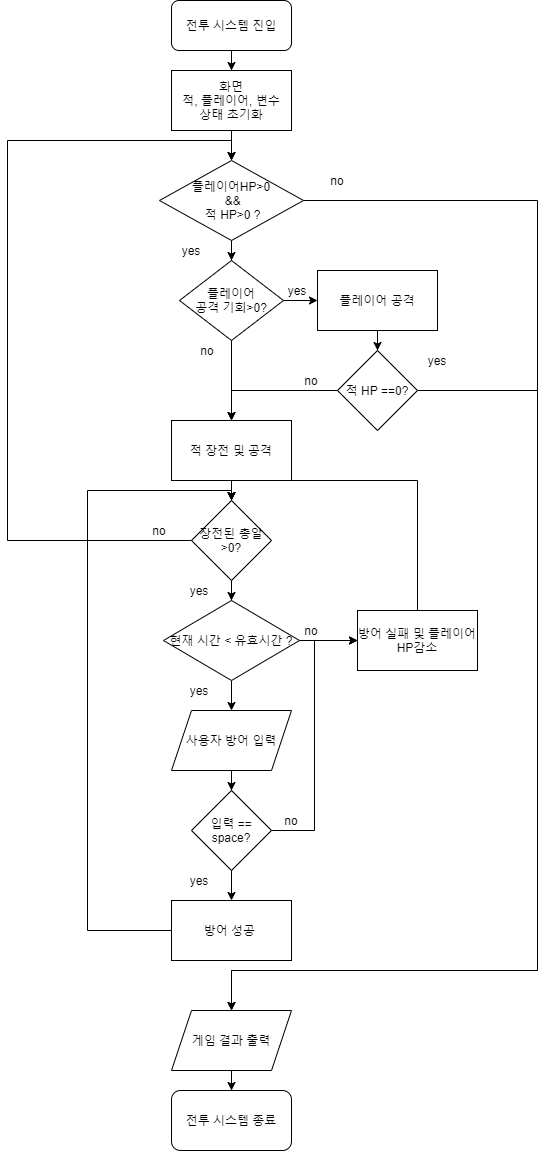 전투 시스템 진입
화면
적, 플레이어, 변수
상태 초기화
플레이어HP>0
&&
적 HP>0 ?
no
yes
플레이어
공격 기회>0?
yes
플레이어 공격
no
적 HP ==0?
yes
no
적 장전 및 공격
장전된 총알
>0?
no
yes
현재 시간 < 유효시간 ?
no
방어 실패 및 플레이어
HP감소
yes
사용자 방어 입력
입력 ==
space?
no
yes
방어 성공
게임 결과 출력
전투 시스템 종료